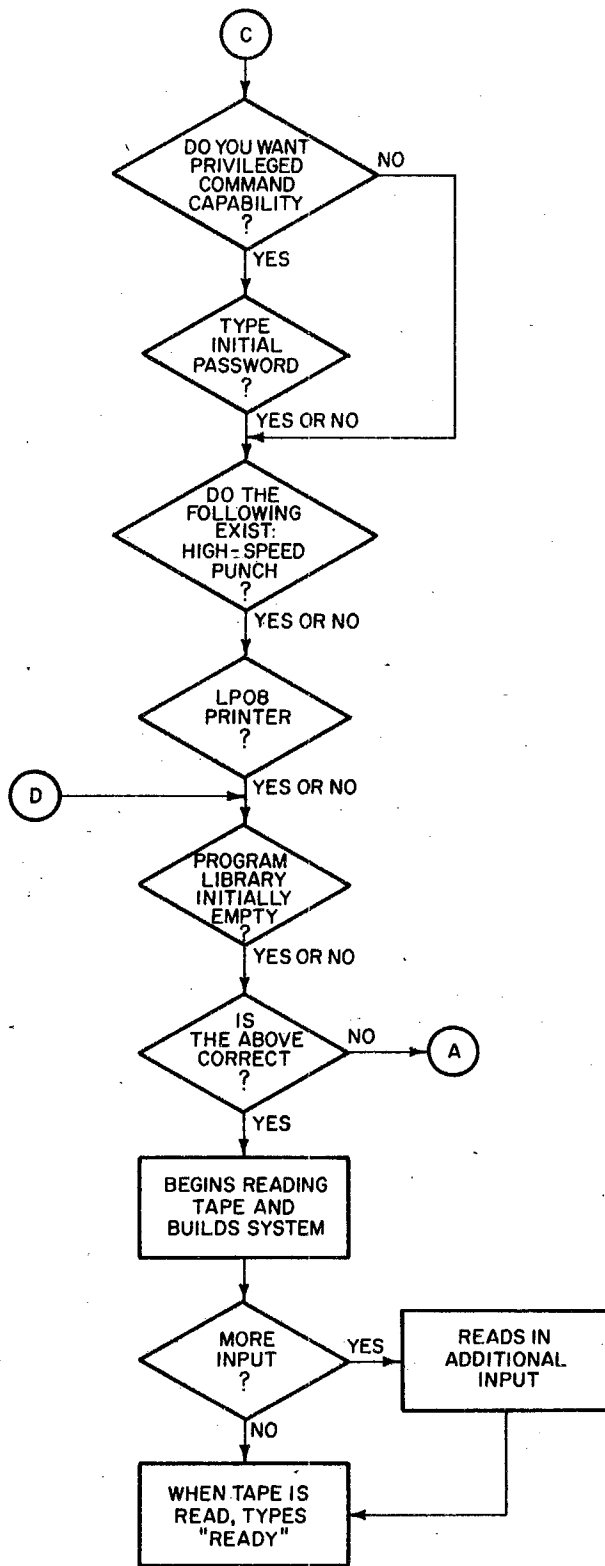 C
DO YOU WANT
PRIVILEGED
COMMAND
CAPABILITY
?
NO
YES
TYPE
INITIAL
PASSWORD
?
YES OR NO
DO THE
FOLLOWING
EXIST:
HIGH-SPEED
PUNCH
?
YES OR NO
LP08
PRINTER
?
YES OR NO
D
PROGRAM
LIBRARY
INITIALLY
EMPTY
?
YES OR NO
IS
THE ABOVE
CORRECT
?
NO
A
YES
BEGINS READING
TAPE AND
BUILDS SYSTEM
MORE
INPUT
?
YES
READS IN
ADDITIONAL
INPUT
NO
WHEN TAPE IS
READ, TYPES
"READY"